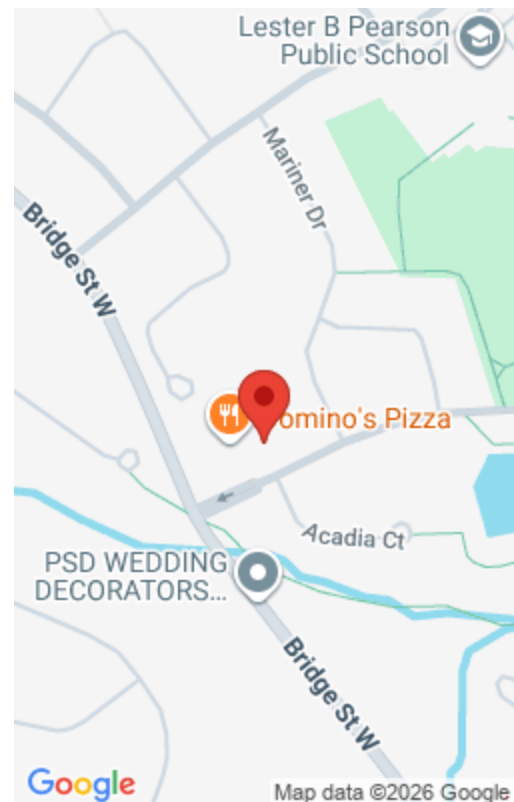 Lester B Pearson
Public School
Mariner Dr
Bridge St W
omino's Pizza
Acadia Ct
PSD WEDDING
DECORATORS...
Bridge St W
Google
Map data ©2026 Google